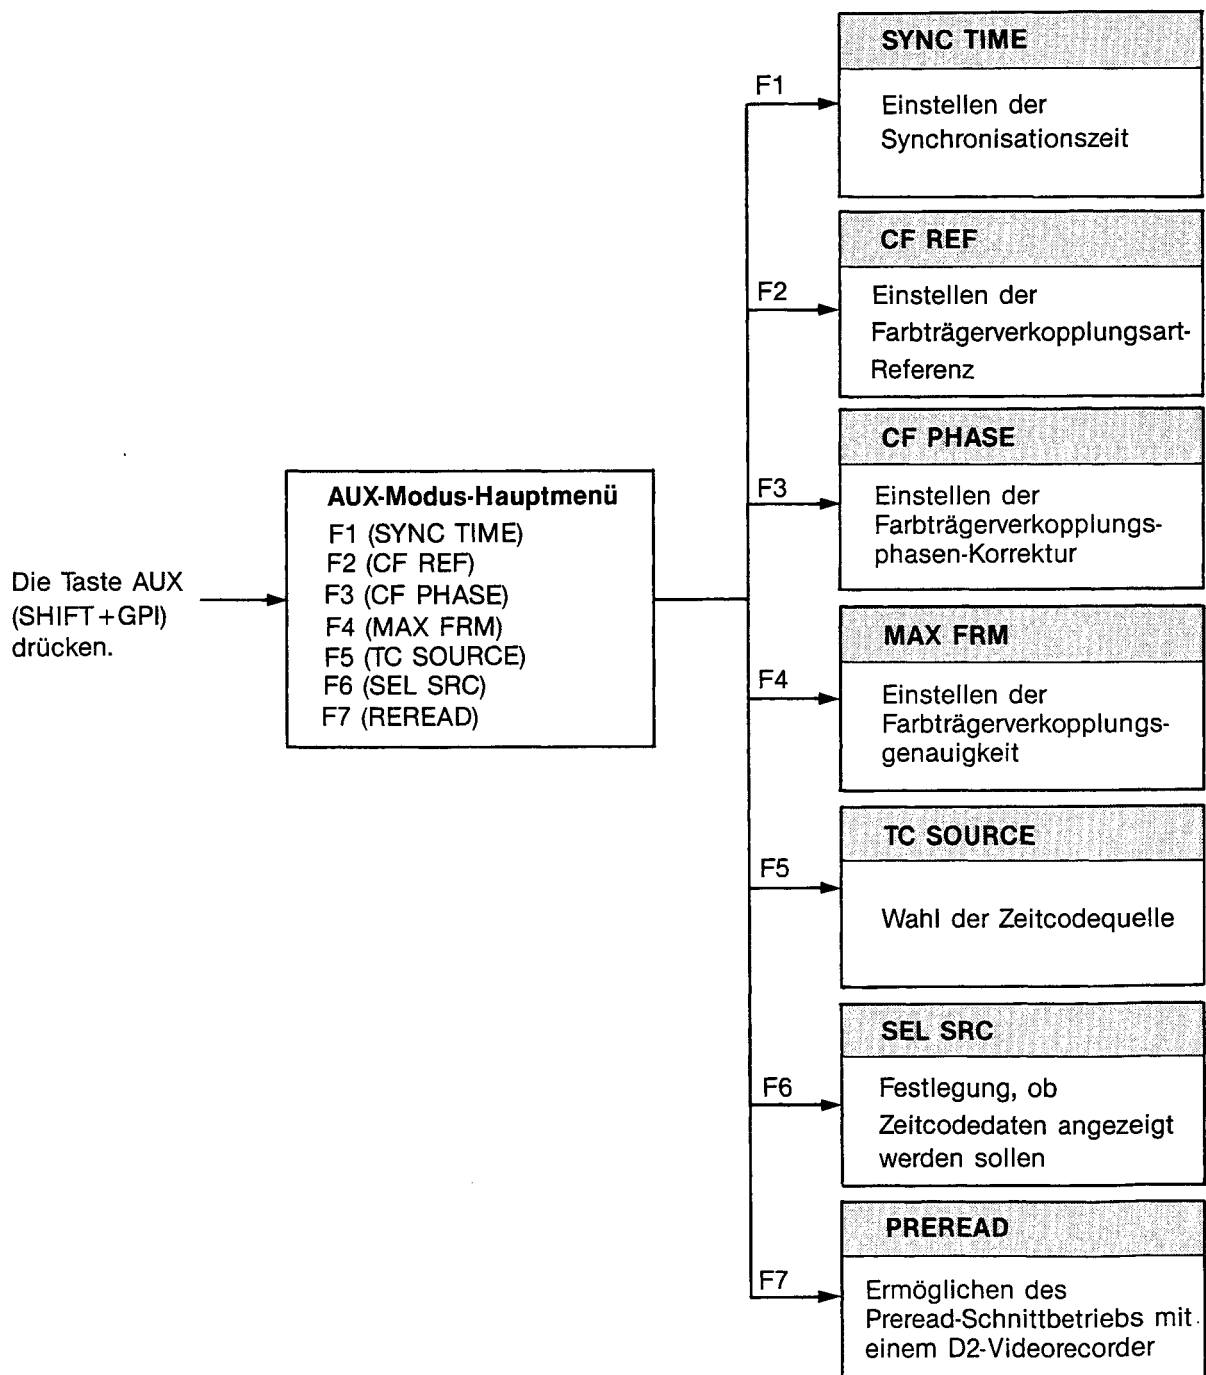 Die Taste AUX
(SHIFT+GPI)
drücken.
AUX-Modus-Hauptmenü
F1 (SYNC TIME)
F2 (CF REF)
F3 (CF PHASE)
F4 (MAX FRM)
F5 (TC SOURCE)
F6 (SEL SRC)
F7 (REREAD)
F1
SYNC TIME
Einstellen der
Synchronisationszeit
F2
CF REF
Einstellen der
Farbträgerverkopplungsart-
Referenz
F3
CF PHASE
Einstellen der
Farbträgerverkopplungs-
phasen-Korrektur
F4
MAX FRM
Einstellen der
Farbträgerverkopplungs-
genauigkeit
F5
TC SOURCE
Wahl der Zeitcodequelle
F6
SEL SRC
Festlegung, ob
Zeitcodedaten angezeigt
werden sollen
F7
PREREAD
Ermöglichen des
Preread-Schnittbetriebs mit
einem D2-Videorecorder